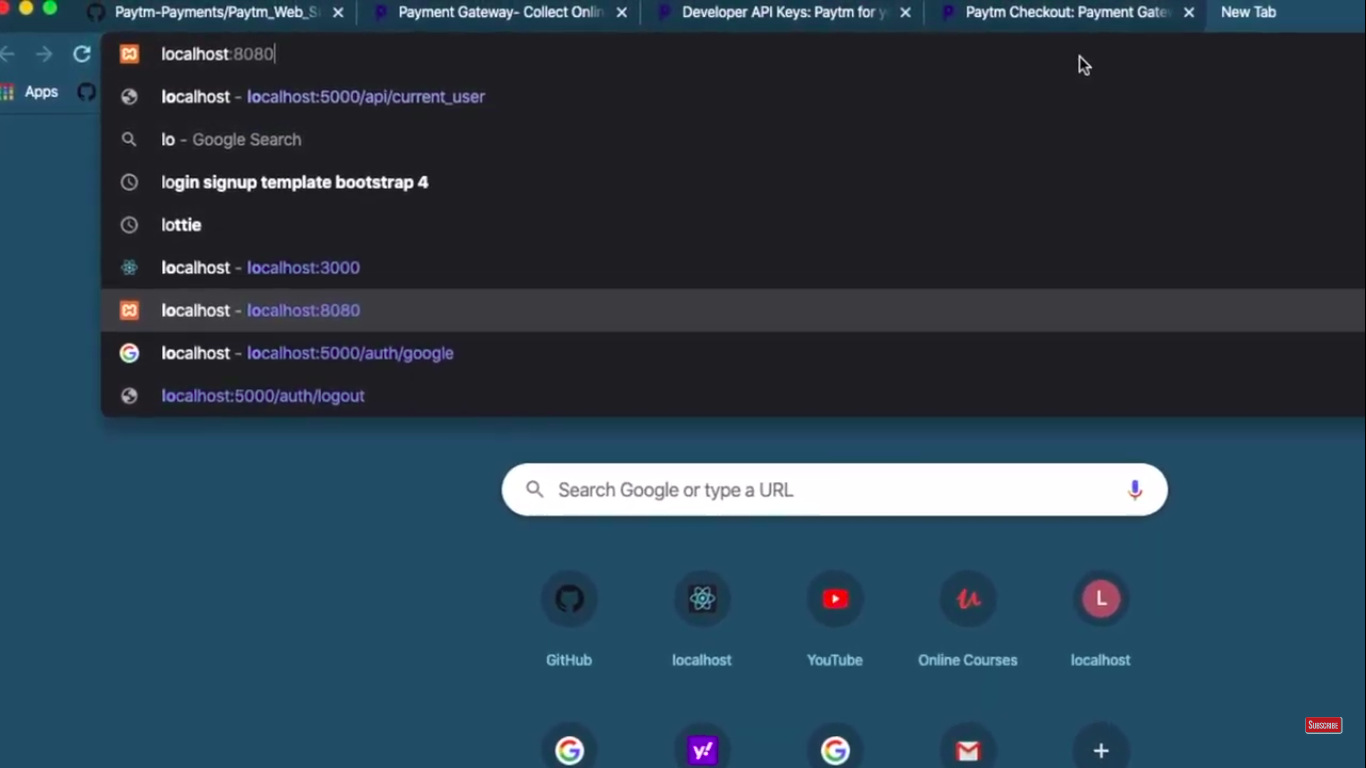 Paytm-Payments/Paytm_Web_S
Payment Gateway- Collect Onlin
Developer API Keys: Paytm for y
Paytm Checkout: Payment Gate
New Tab
localhost:8080
Apps
localhost – localhost:5000/api/current_user
lo – Google Search
login signup template bootstrap 4
lottie
localhost – localhost:3000
localhost – localhost:8080
localhost – localhost:5000/auth/google
localhost:5000/auth/logout
Search Google or type a URL
L
GitHub
localhost
YouTube
Online Courses
localhost
SUBSCRIBE